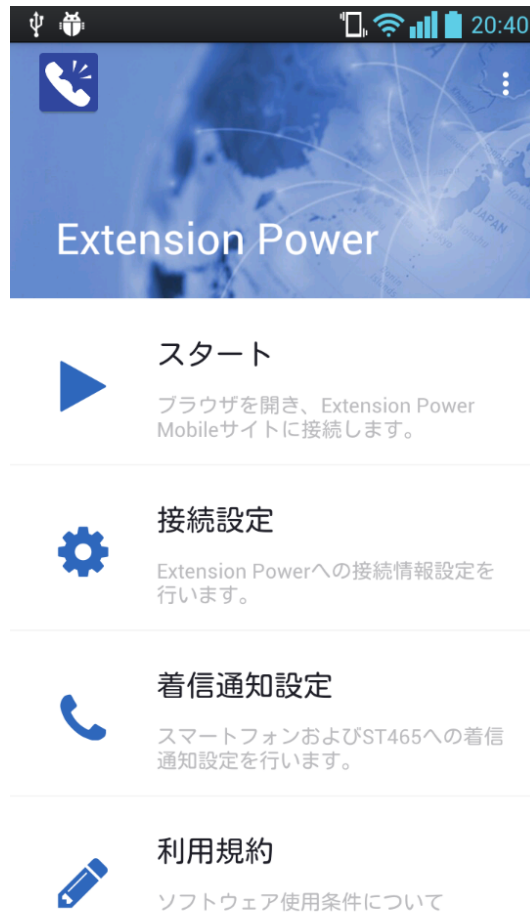 20:40
JAPAN
Extension Power
スタート
ブラウザを開き、Extension Power
Mobileサイトに接続します。
接続設定
Extension Powerへの接続情報設定を
行います。
着信通知設定
スマートフォンおよびST465への着信
通知設定を行います。
利用規約
ソフトウェア使用条件について